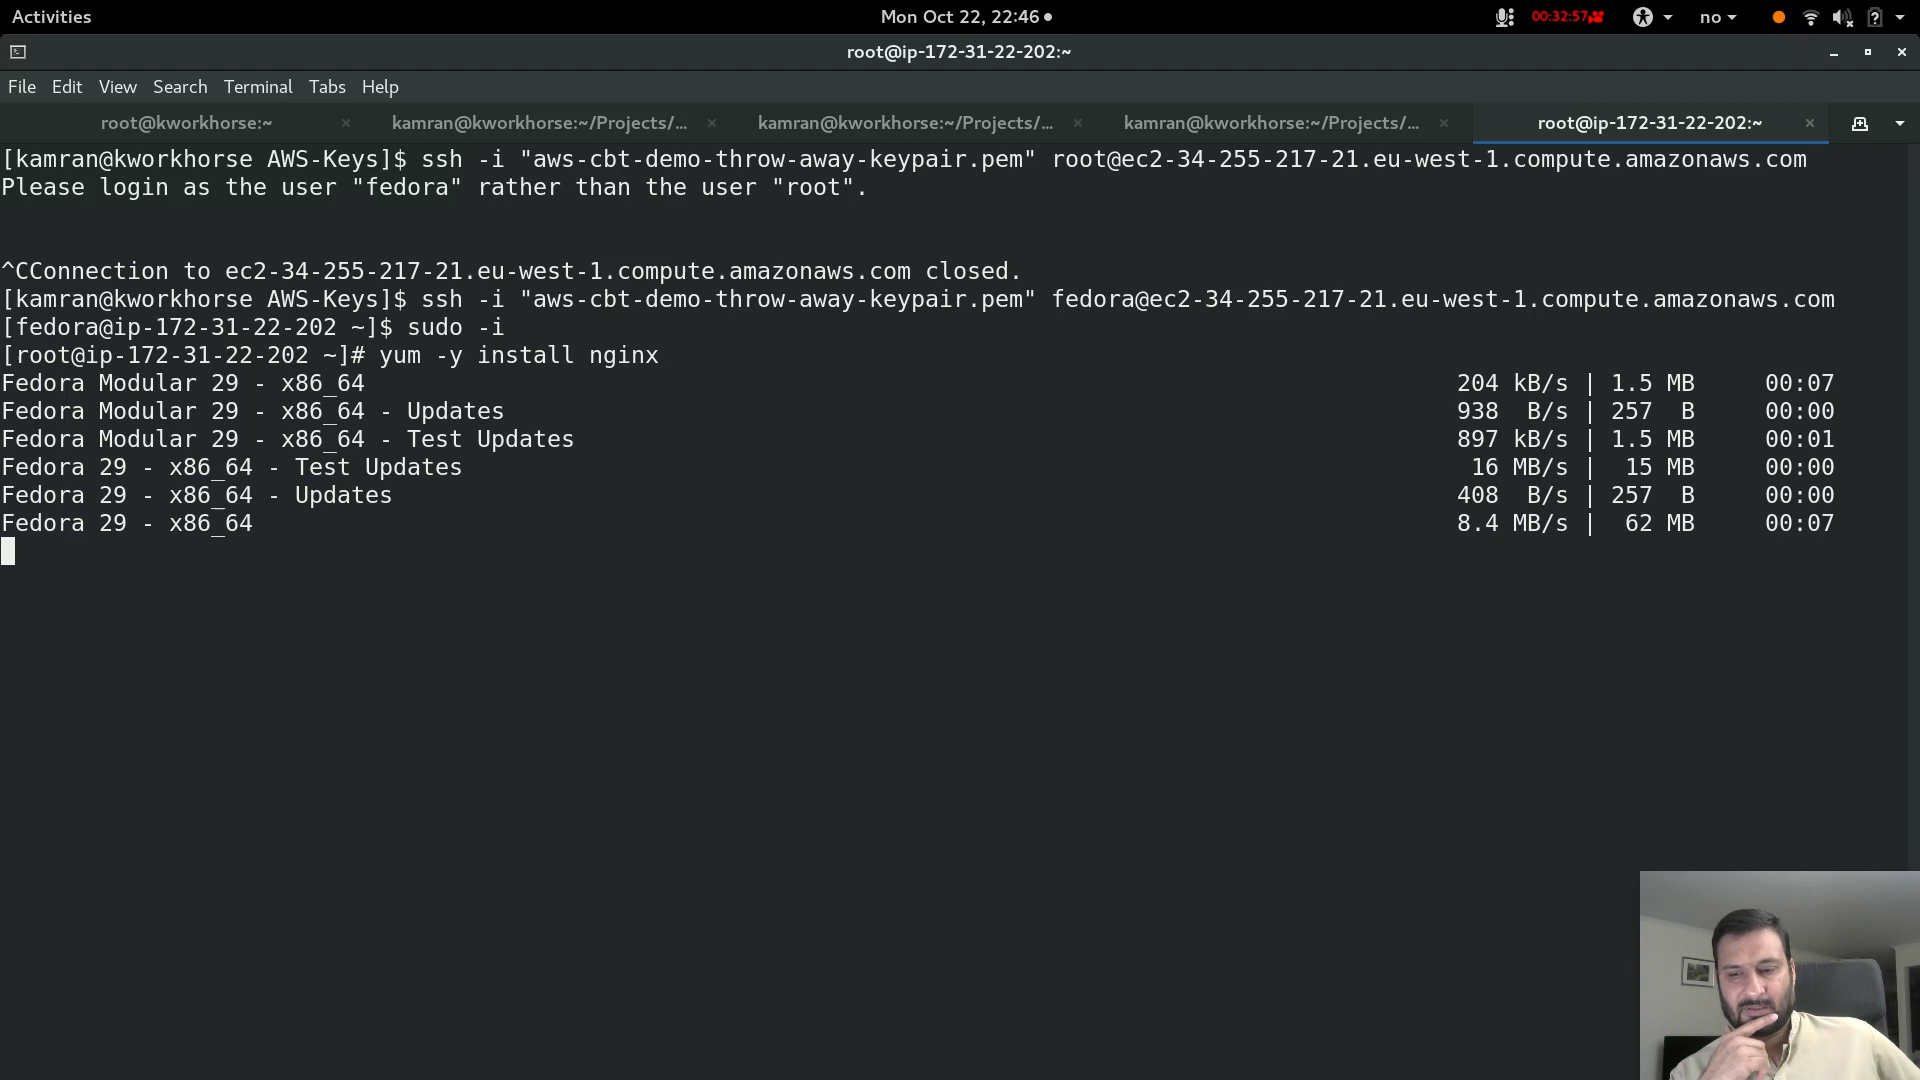 Activities
Mon Oct 22, 22:46
00:32:57
no
root@ip-172-31-22-202:~
File Edit View Search Terminal Tabs Help
root@kworkhorse:~
kamran@kworkhorse:~/Projects/...
kamran@kworkhorse:~/Projects/...
kamran@kworkhorse:~/Projects/...
root@ip-172-31-22-202:~
[kamran@kworkhorse AWS-Keys]$ ssh -i "aws-cbt-demo-throw-away-keypair.pem" root@ec2-34-255-217-21.eu-west-1.compute.amazonaws.com
Please login as the user "fedora" rather than the user "root".
^CConnection to ec2-34-255-217-21.eu-west-1.compute.amazonaws.com closed.
[kamran@kworkhorse AWS-Keys]$ ssh -i "aws-cbt-demo-throw-away-keypair.pem" fedora@ec2-34-255-217-21.eu-west-1.compute.amazonaws.com
[fedora@ip-172-31-22-202 ~]$ sudo -i
[root@ip-172-31-22-202 ~]# yum -y install nginx
Fedora Modular 29 - x86_64 204 kB/s | 1.5 MB 00:07
Fedora Modular 29 - x86_64 - Updates 938 B/s | 257 B 00:00
Fedora Modular 29 - x86_64 - Test Updates 897 kB/s | 1.5 MB 00:01
Fedora 29 - x86_64 - Test Updates 16 MB/s | 15 MB 00:00
Fedora 29 - x86_64 - Updates 408 B/s | 257 B 00:00
Fedora 29 - x86_64 8.4 MB/s | 62 MB 00:07